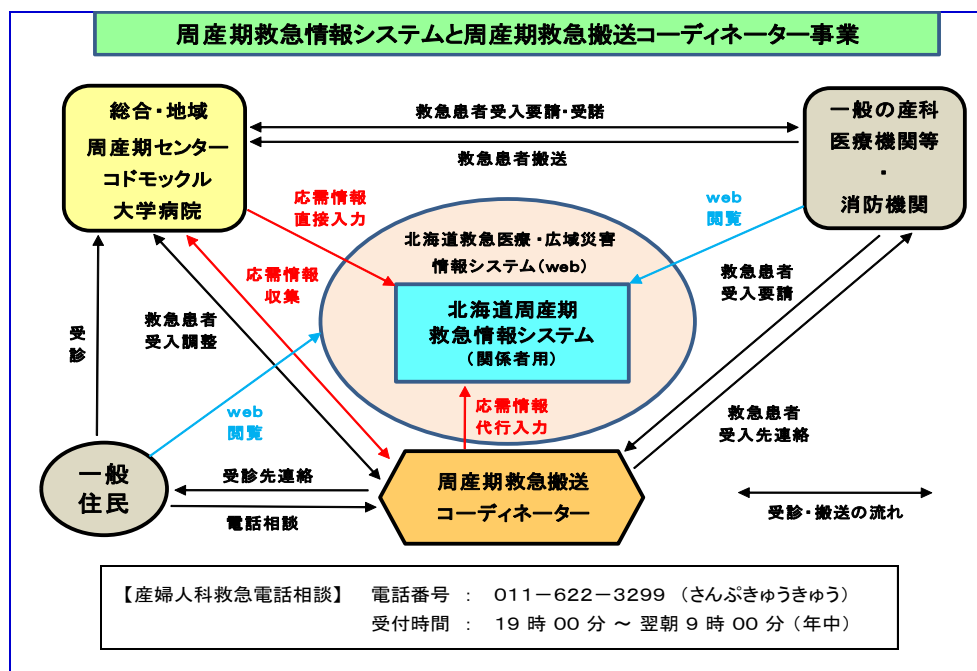 周産期救急情報システムと周産期救急搬送コーディネーター事業
総合・地域
周産期センター
コドモックル
大学病院
救急患者受入要請・受諾
救急患者搬送
一般の産科
医療機関等
・
消防機関
応需情報
直接入力
web
閲覧
北海道救急医療・広域災害
情報システム(web)
北海道周産期
救急情報システム
(関係者用)
応需情報
収集
救急患者
受入調整
救急患者
受入要請
受
診
web
閲覧
応需情報
代行入力
救急患者
受入先連絡
一般
住民
受診先連絡
電話相談
周産期救急搬送
コーディネーター
受診・搬送の流れ
【産婦人科救急電話相談】 電話番号 : 011-622-3299 (さんぷきゅうきゅう)
受付時間 : 19時00分 ~ 翌朝9時00分(年中)